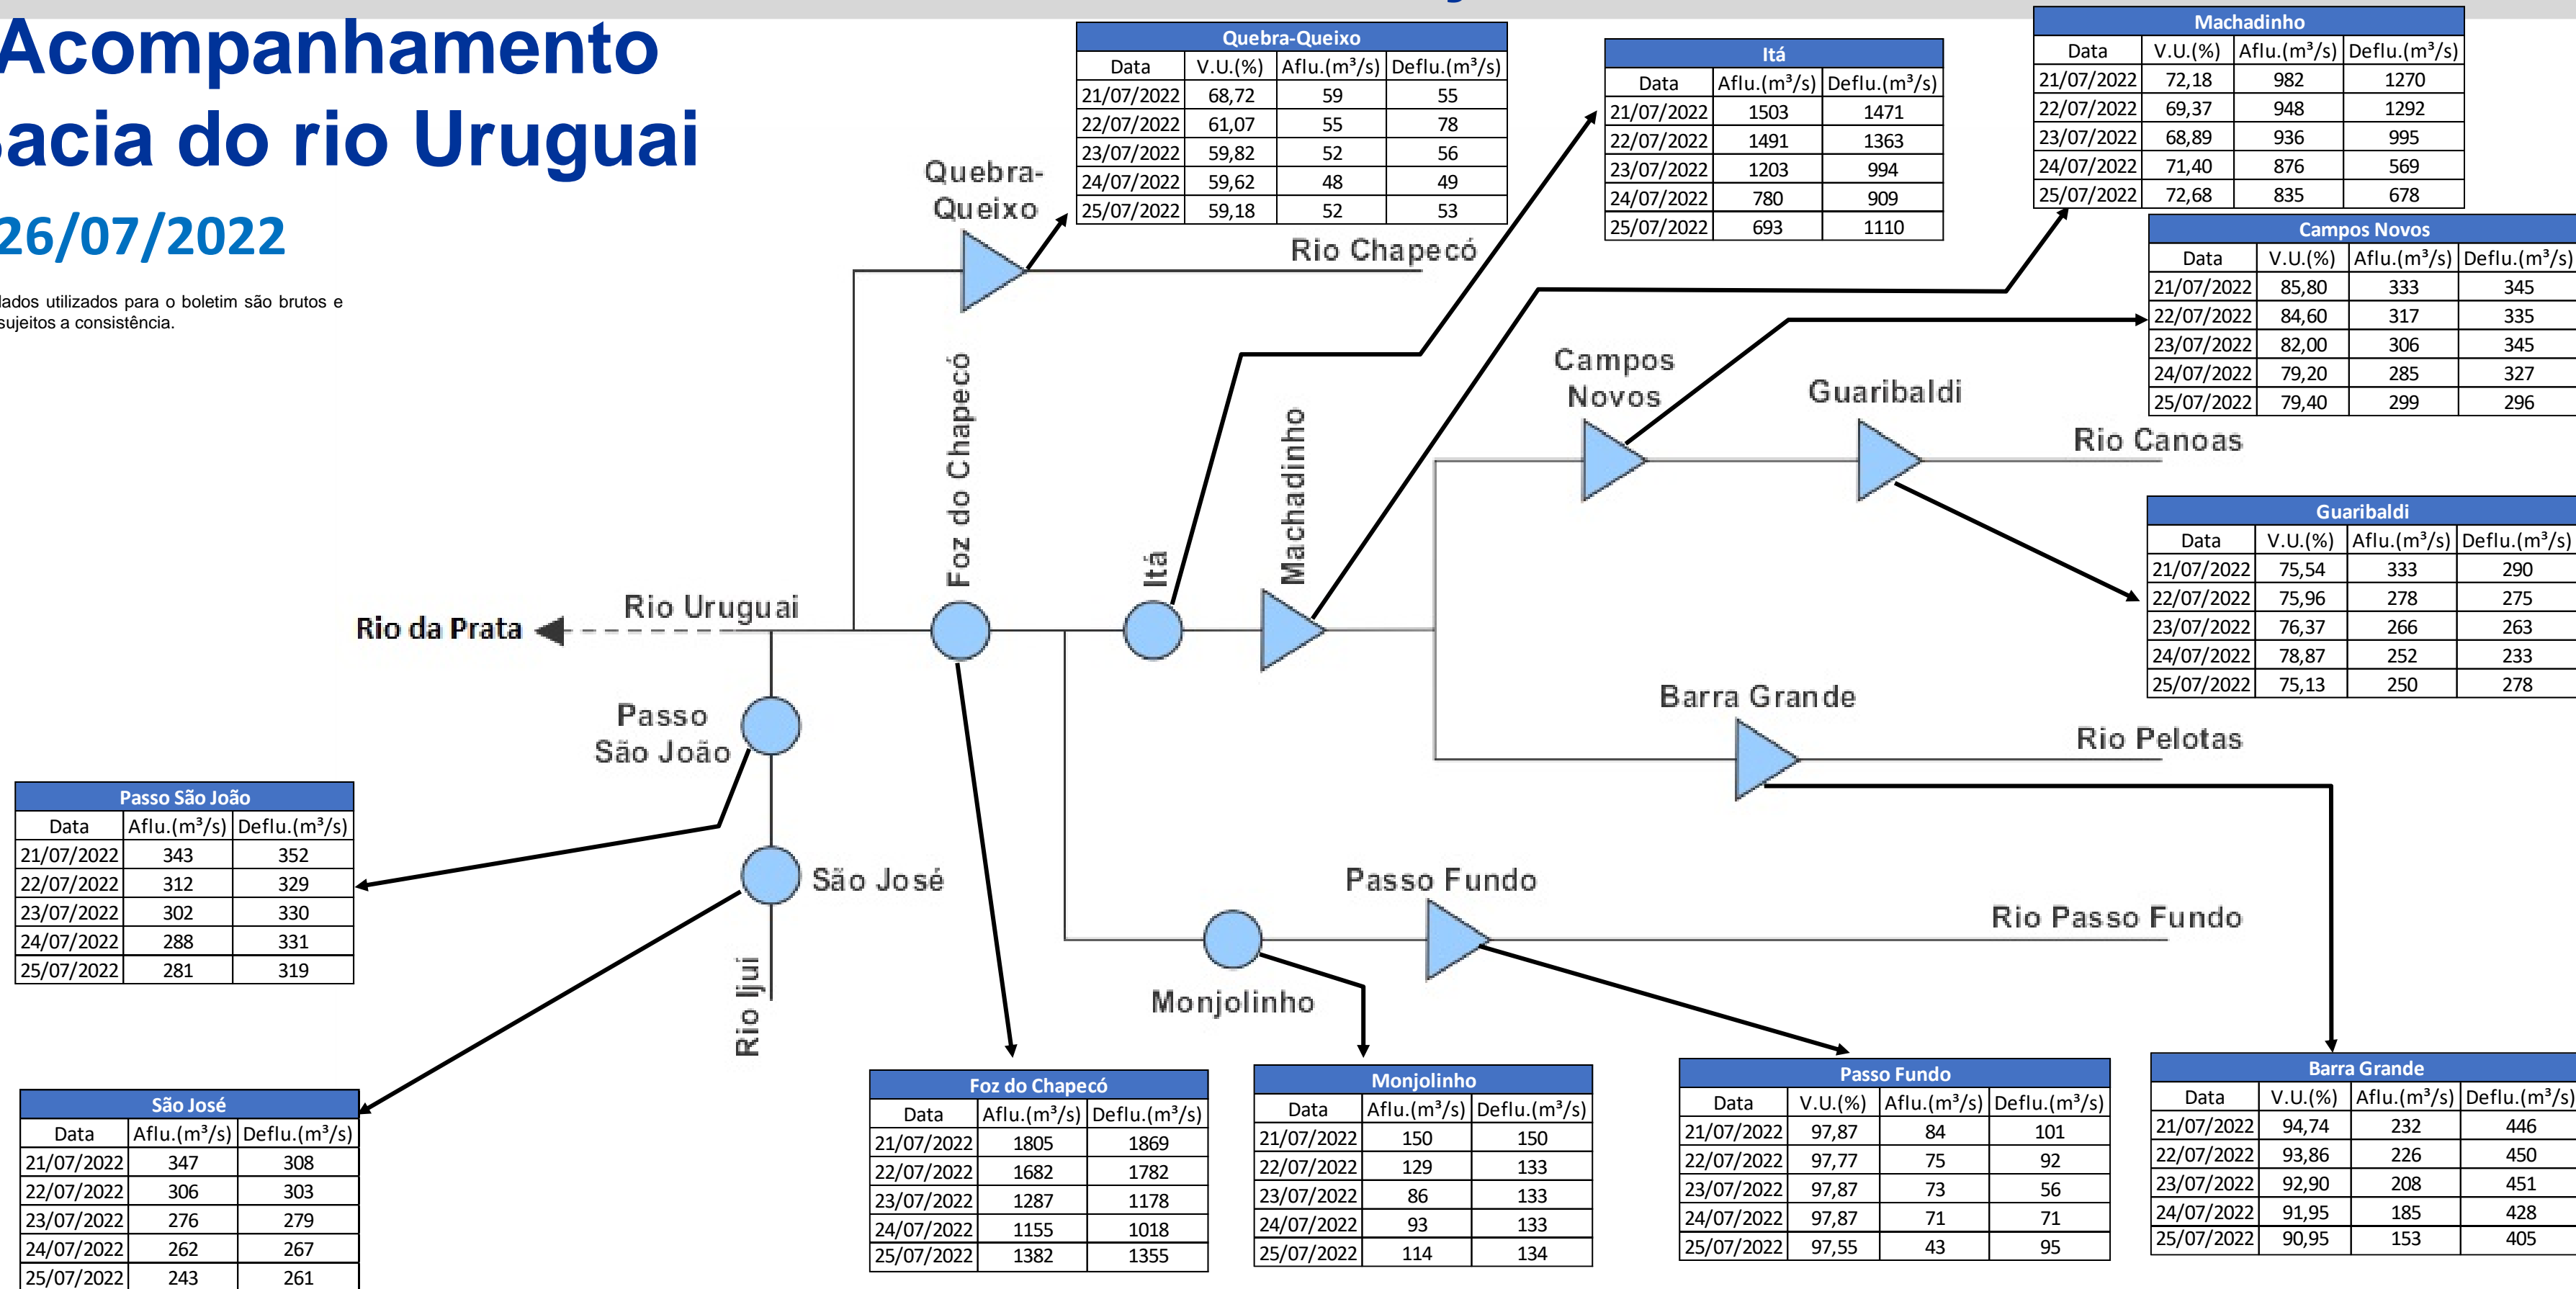 Acompanhamento
acia do rio Uruguai
26/07/2022
ados utilizados para o boletim são brutos e
sujeitos a consistência.
Quebra-Queixo
Data V.U.(%) Aflu.(m³/s) Deflu.(m³/s)
21/07/2022 68,72 59 55
22/07/2022 61,07 55 78
23/07/2022 59,82 52 56
24/07/2022 59,62 48 49
25/07/2022 59,18 52 53
Itá
Data Aflu.(m³/s) Deflu.(m³/s)
21/07/2022 1503 1471
22/07/2022 1491 1363
23/07/2022 1203 994
24/07/2022 780 909
25/07/2022 693 1110
Machadinho
Data V.U.(%) Aflu.(m³/s) Deflu.(m³/s)
21/07/2022 72,18 982 1270
22/07/2022 69,37 948 1292
23/07/2022 68,89 936 995
24/07/2022 71,40 876 569
25/07/2022 72,68 835 678
Campos Novos
Data V.U.(%) Aflu.(m³/s) Deflu.(m³/s)
21/07/2022 85,80 333 345
22/07/2022 84,60 317 335
23/07/2022 82,00 306 345
24/07/2022 79,20 285 327
25/07/2022 79,40 299 296
Guaribaldi
Data V.U.(%) Aflu.(m³/s) Deflu.(m³/s)
21/07/2022 75,54 333 290
22/07/2022 75,96 278 275
23/07/2022 76,37 266 263
24/07/2022 78,87 252 233
25/07/2022 75,13 250 278
Quebra-
Queixo
Rio Chapecó
Foz do Chapecó
Itá
Machadinho
Campos
Novos
Guaribaldi
Rio Canoas
Rio da Prata
Rio Uruguai
Passo
São João
São José
Rio Ijui
Barra Grande
Rio Pelotas
Passo Fundo
Rio Passo Fundo
Monjolinho
Passo São João
Data Aflu.(m³/s) Deflu.(m³/s)
21/07/2022 343 352
22/07/2022 312 329
23/07/2022 302 330
24/07/2022 288 331
25/07/2022 281 319
São José
Data Aflu.(m³/s) Deflu.(m³/s)
21/07/2022 347 308
22/07/2022 306 303
23/07/2022 276 279
24/07/2022 262 267
25/07/2022 243 261
Foz do Chapecó
Data Aflu.(m³/s) Deflu.(m³/s)
21/07/2022 1805 1869
22/07/2022 1682 1782
23/07/2022 1287 1178
24/07/2022 1155 1018
25/07/2022 1382 1355
Monjolinho
Data Aflu.(m³/s) Deflu.(m³/s)
21/07/2022 150 150
22/07/2022 129 133
23/07/2022 86 133
24/07/2022 93 133
25/07/2022 114 134
Passo Fundo
Data V.U.(%) Aflu.(m³/s) Deflu.(m³/s)
21/07/2022 97,87 84 101
22/07/2022 97,77 75 92
23/07/2022 97,87 73 56
24/07/2022 97,87 71 71
25/07/2022 97,55 43 95
Barra Grande
Data V.U.(%) Aflu.(m³/s) Deflu.(m³/s)
21/07/2022 94,74 232 446
22/07/2022 93,86 226 450
23/07/2022 92,90 208 451
24/07/2022 91,95 185 428
25/07/2022 90,95 153 405